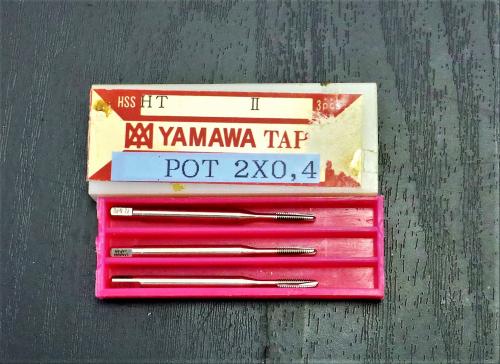 HSS HT II 3pcs
YAMAWA TAP
POT 2X0,4